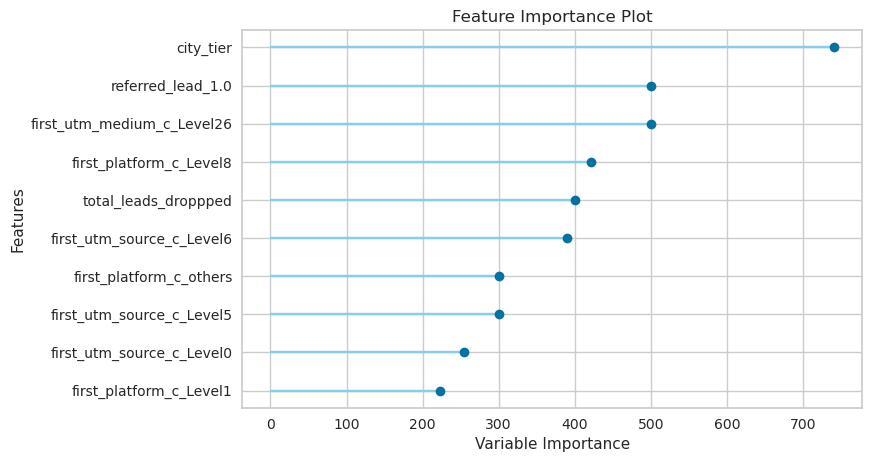 Feature Importance Plot
Features
city_tier
referred_lead_1.0
first_utm_medium_c_Level26
first_platform_c_Level8
total_leads_droppped
first_utm_source_c_Level6
first_platform_c_others
first_utm_source_c_Level5
first_utm_source_c_Level0
first_platform_c_Level1
0 100 200 300 400 500 600 700
Variable Importance